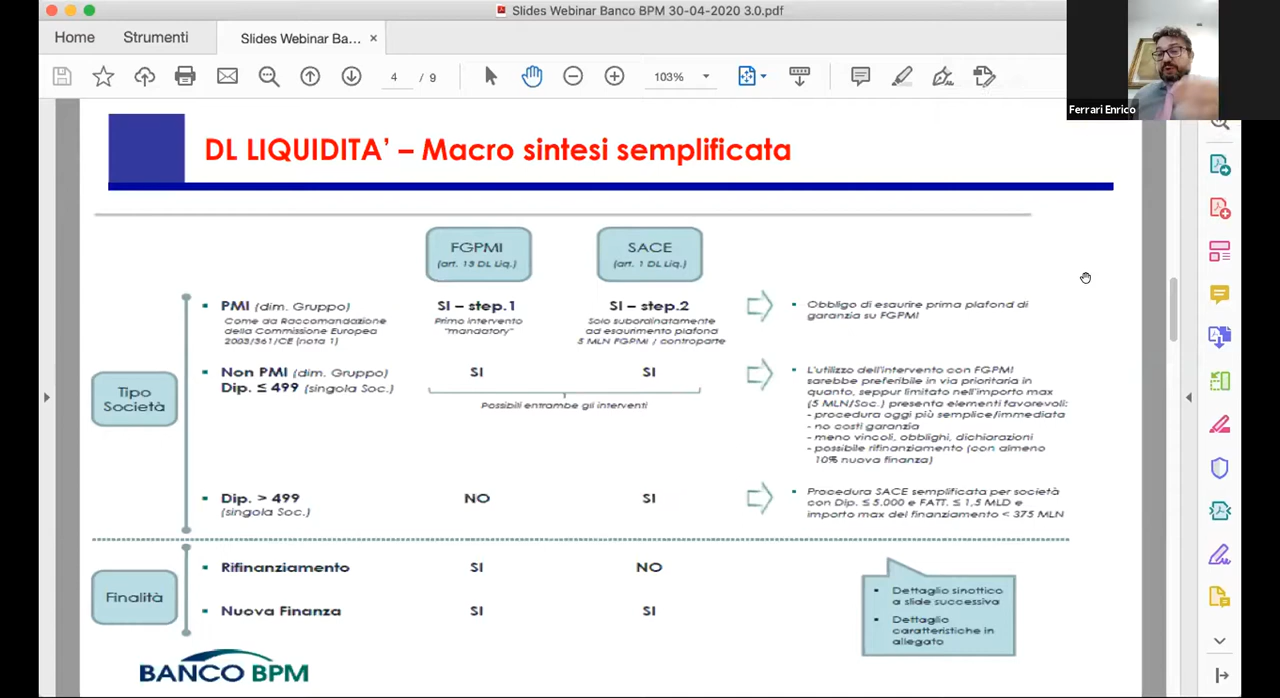 Slides Webinar Banco BPM 30-04-2020 3.0.pdf
Home Strumenti Slides Webinar Ba... ×
4 / 9 103%
Ferrari Enrico
DL LIQUIDITA' – Macro sintesi semplificata
FGPMI
(art. 13 DL Liq.)
SACE
(art. 1 DL Liq.)
Tipo
Società
PMI (dim. Gruppo)
Come da Raccomandazione
della Commissione Europea
2003/361/CE (nota 1)
SI – step.1
Primo intervento
"mandatory"
SI – step.2
Solo subordinatamente
ad esaurimento plafond
5 MLN FGPMI / controparte
Obbligo di esaurire prima plafond di
garanzia su FGPMI
Non PMI (dim. Gruppo)
Dip. ≤ 499 (singola Soc.)
SI
SI
Possibili entrambe gli interventi
L'utilizzo dell'intervento con FGPMI
sarebbe preferibile in via prioritaria in
quanto, seppur limitato nell'importo max
(5 MLN/Soc.) presenta elementi favorevoli:
- procedura oggi più semplice/immediata
- no costi garanzia
- meno vincoli, obblighi, dichiarazioni
- possibile rifinanziamento (con almeno
10% nuova finanza)
Dip. > 499
(singola Soc.)
NO
SI
Procedura SACE semplificata per società
con Dip. ≤ 5.000 e FATT. ≤ 1,5 MLD e
importo max del finanziamento < 375 MLN
Finalità
Rifinanziamento
SI
NO
Nuova Finanza
SI
SI
Dettaglio sinottico
a slide successiva
Dettaglio
caratteristiche in
allegato
BANCO BPM